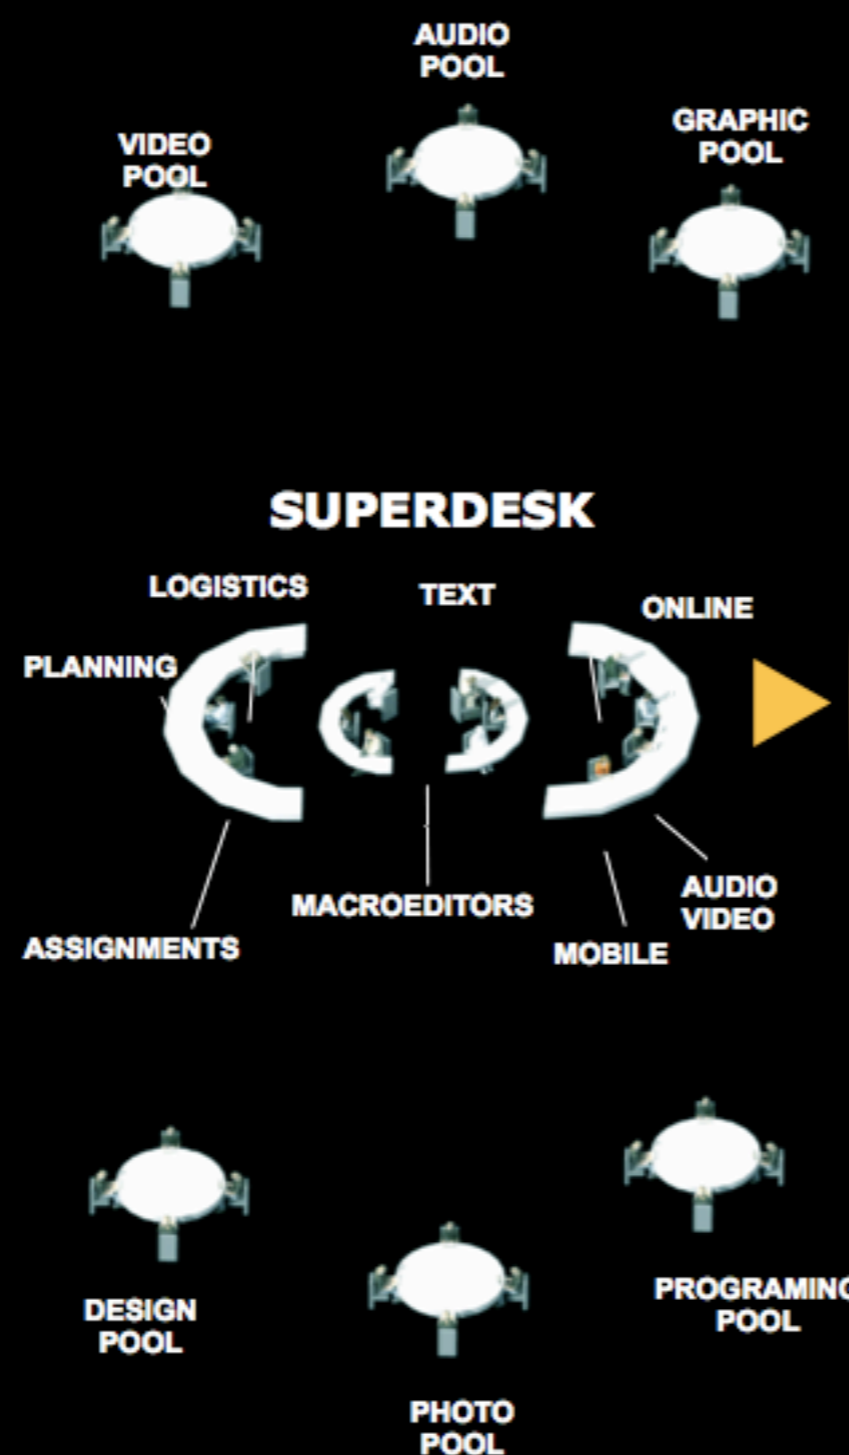 AUDIO
POOL
GRAPHIC
POOL
VIDEO
POOL
SUPERDESK
LOGISTICS
TEXT
ONLINE
PLANNING
MACROEDITORS
AUDIO
VIDEO
ASSIGNMENTS
MOBILE
DESIGN
POOL
PROGRAMING
POOL
PHOTO
POOL